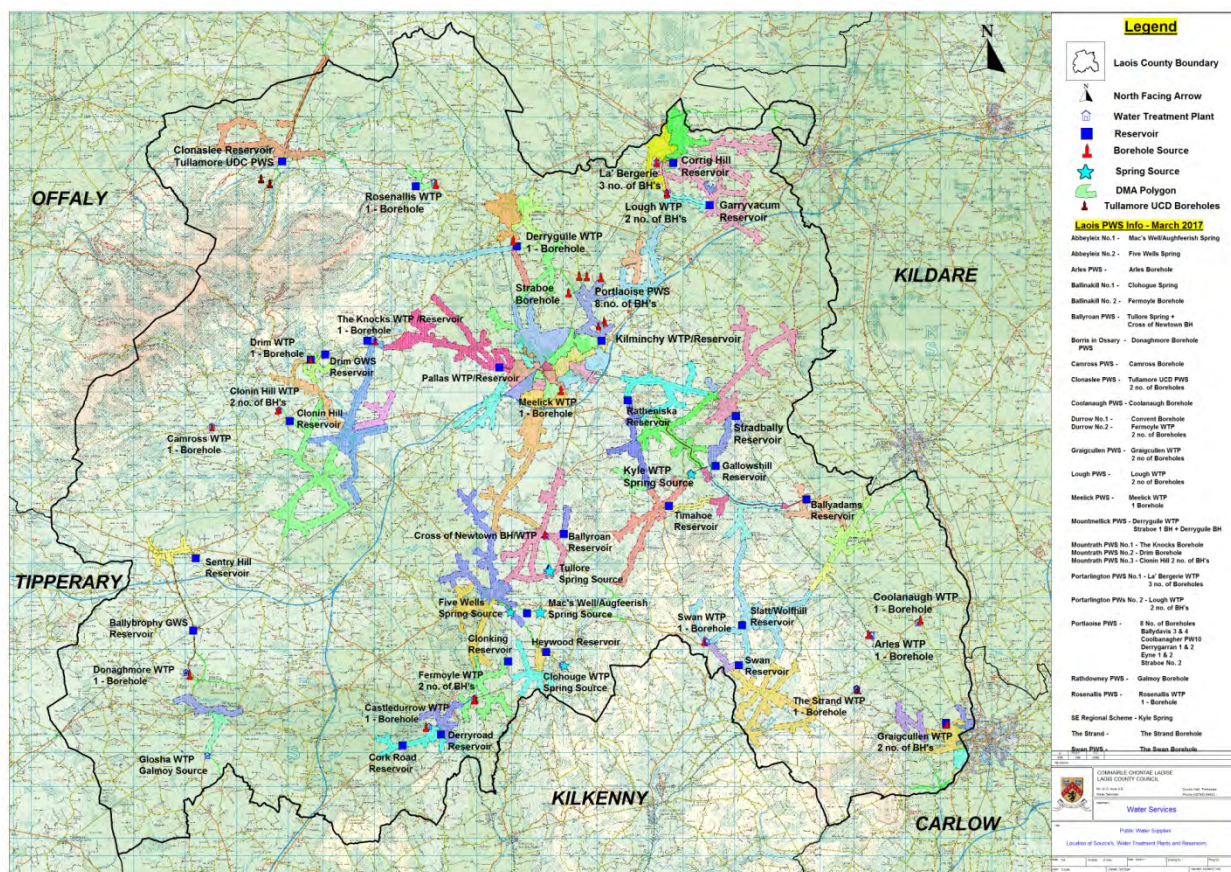 N
OFFALY
KILDARE
TIPPERARY
KILKENNY
CARLOW
Clonaslee Reservoir
Tullamore UDC PWS
Rosenallis WTP
1 - Borehole
La' Bergerie
3 no. of BH's
Corrig Hill
Reservoir
Lough WTP
2 no. of BH's
Garryvacum
Reservoir
Derryguile WTP
1 - Borehole
Straboe
Borehole
Portlaoise PWS
8 no. of BH's
The Knocks WTP /Reservoir
1 - Borehole
Kilminchy WTP/Reservoir
Drim WTP
1 - Borehole
Drim GWS
Reservoir
Pallas WTP/Reservoir
Clonin Hill WTP
2 no. of BH's
Clonin Hill
Reservoir
Meelick WTP
1 - Borehole
Camross WTP
1 - Borehole
Ratheniska
Reservoir
Stradbally
Reservoir
Kyle WTP
Spring Source
Gallowshill
Reservoir
Timahoe
Reservoir
Ballyadams
Reservoir
Cross of Newtown BH/WTP
Ballyroan
Reservoir
Sentry Hill
Reservoir
Tullore
Spring Source
Five Wells
Spring Source
Mac's Well/Augfeerish
Spring Source
Coolanaugh WTP
1 - Borehole
Ballybrophy GWS
Reservoir
Clonking
Reservoir
Heywood Reservoir
Swan WTP
1 - Borehole
Slatt/Wolfhill
Reservoir
Arles WTP
1 - Borehole
Donaghmore WTP
1 - Borehole
Fermoyle WTP
2 no. of BH's
Clohouge WTP
Spring Source
Swan
Reservoir
Castledurrow WTP
1 - Borehole
The Strand WTP
1 - Borehole
Derryroad
Reservoir
Graigcullen WTP
2 no. of BH's
Glosha WTP
Galmoy Source
Cork Road
Reservoir
Legend
Laois County Boundary
N
North Facing Arrow
Water Treatment Plant
Reservoir
Borehole Source
Spring Source
DMA Polygon
Tullamore UCD Boreholes
Laois PWS Info - March 2017
Abbeyleix No.1 - Mac's Well/Aughfeerish Spring
Abbeyleix No.2 - Five Wells Spring
Arles PWS - Arles Borehole
Ballinakill No.1 - Clohogue Spring
Ballinakill No. 2 - Fermoyle Borehole
Ballyroan PWS - Tullore Spring +
Cross of Newtown BH
Borris in Ossary - Donaghmore Borehole
PWS
Camross PWS - Camross Borehole
Clonaslee PWS - Tullamore UCD PWS
2 no. of Boreholes
Coolanaugh PWS - Coolanaugh Borehole
Durrow No.1 - Convent Borehole
Durrow No.2 - Fermoyle WTP
2 no. of Boreholes
Graigcullen PWS - Graigcullen WTP
2 no of Boreholes
Lough PWS - Lough WTP
2 no of Boreholes
Meelick PWS - Meelick WTP
1 Borehole
Mountmellick PWS - Derryguile WTP
Straboe 1 BH + Derryguile BH
Mountrath PWS No.1 - The Knocks Borehole
Mountrath PWS No.2 - Drim Borehole
Mountrath PWS No.3 - Clonin Hill 2 no. of BH's
Portarlington PWS No.1 - La' Bergerie WTP
3 no. of Boreholes
Portarlington PWs No. 2 - Lough WTP
2 no. of BH's
Portlaoise PWS - 8 No. of Boreholes
Ballydavis 3 & 4
Coolbanagher PW10
Derrygarran 1 & 2
Eyne 1 & 2
Straboe No. 2
Rathdowney PWS - Galmoy Borehole
Rosenallis PWS - Rosenallis WTP
1 - Borehole
SE Regional Scheme - Kyle Spring
The Strand - The Strand Borehole
Swan PWS - The Swan Borehole
COMHAIRLE CHONTAE LAOISE
LAOIS COUNTY COUNCIL
Water Services
Public Water Supplies
Location of Source's, Water Treatment Plants and Reservoirs